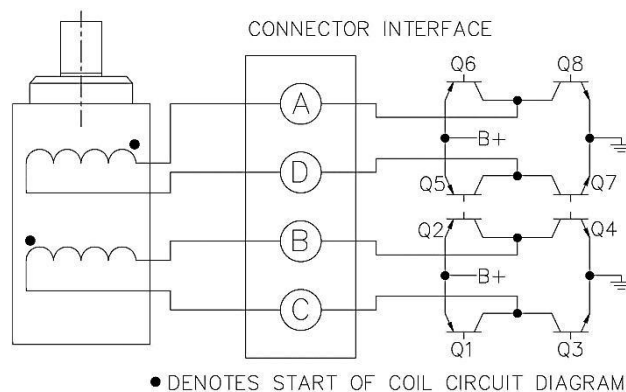 CONNECTOR INTERFACE
Q6 Q8
A
B+
D
Q5 Q7
Q2 Q4
B
B+
C
Q1 Q3
● DENOTES START OF COIL CIRCUIT DIAGRAM